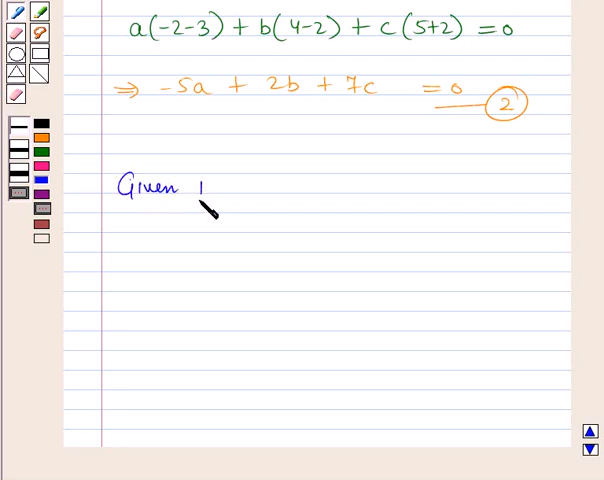 a(-2-3) + b(4-2) + c(5+2) = 0
⇒ -5a + 2b + 7c = 0 — 2
Given l